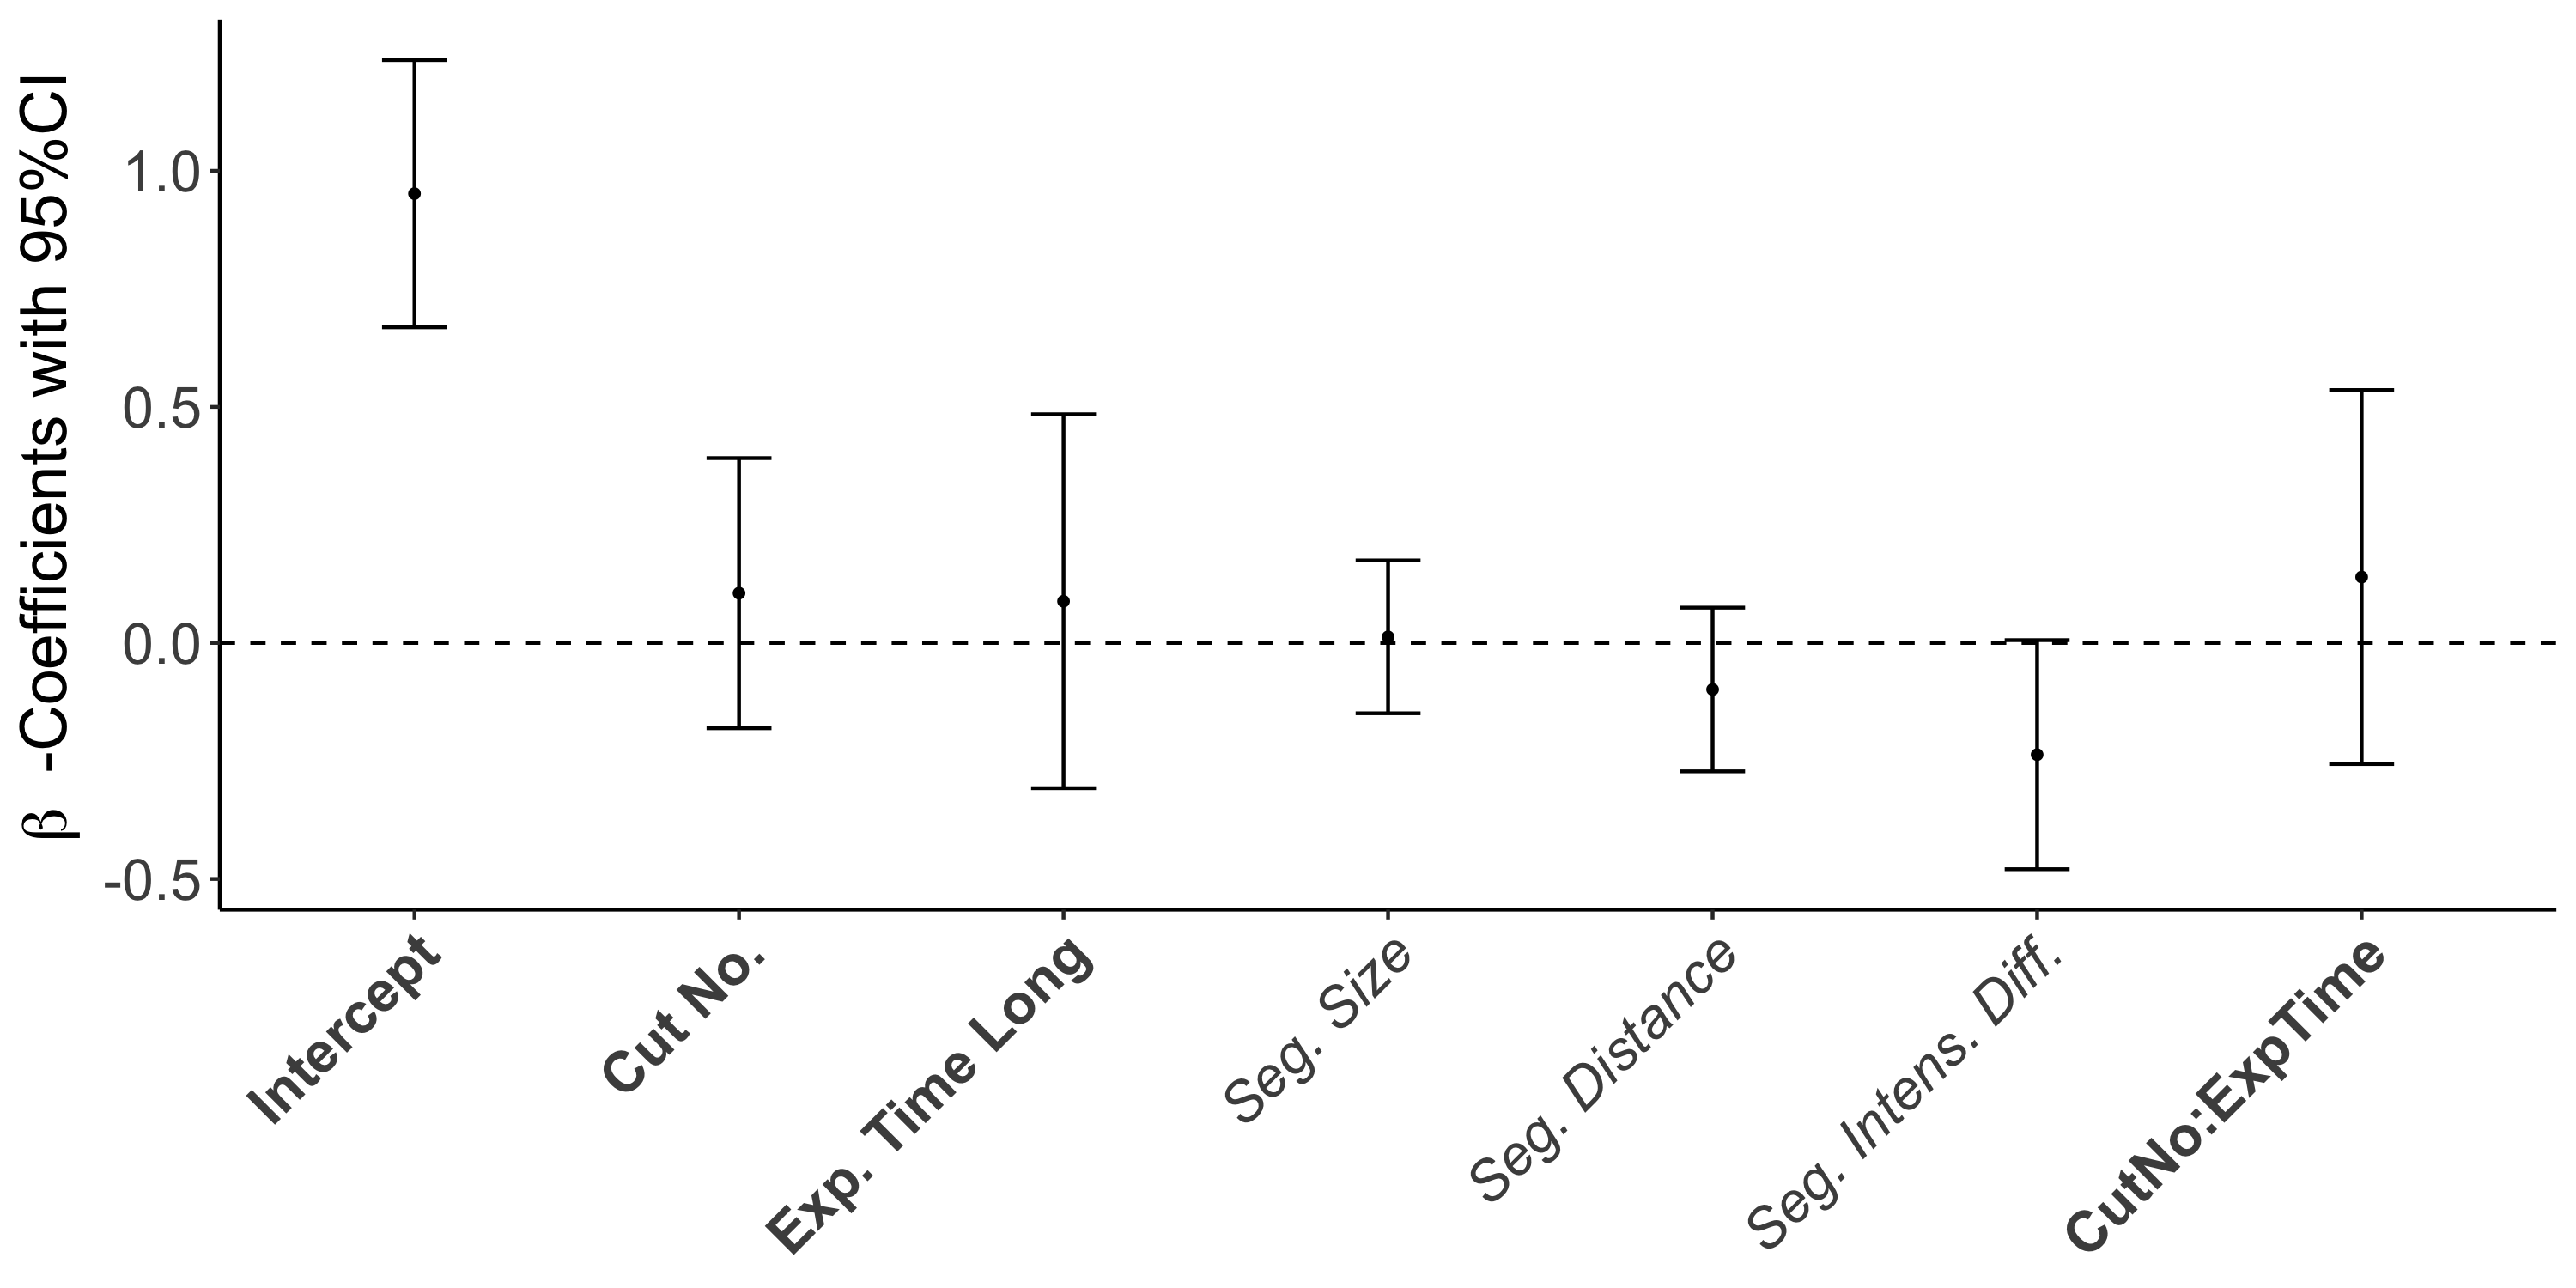 β -Coefficients with 95%CI
1.0
0.5
0.0
-0.5
Intercept
Cut No.
Exp. Time Long
Seg. Size
Seg. Distance
Seg. Intens. Diff.
CutNo:ExpTime